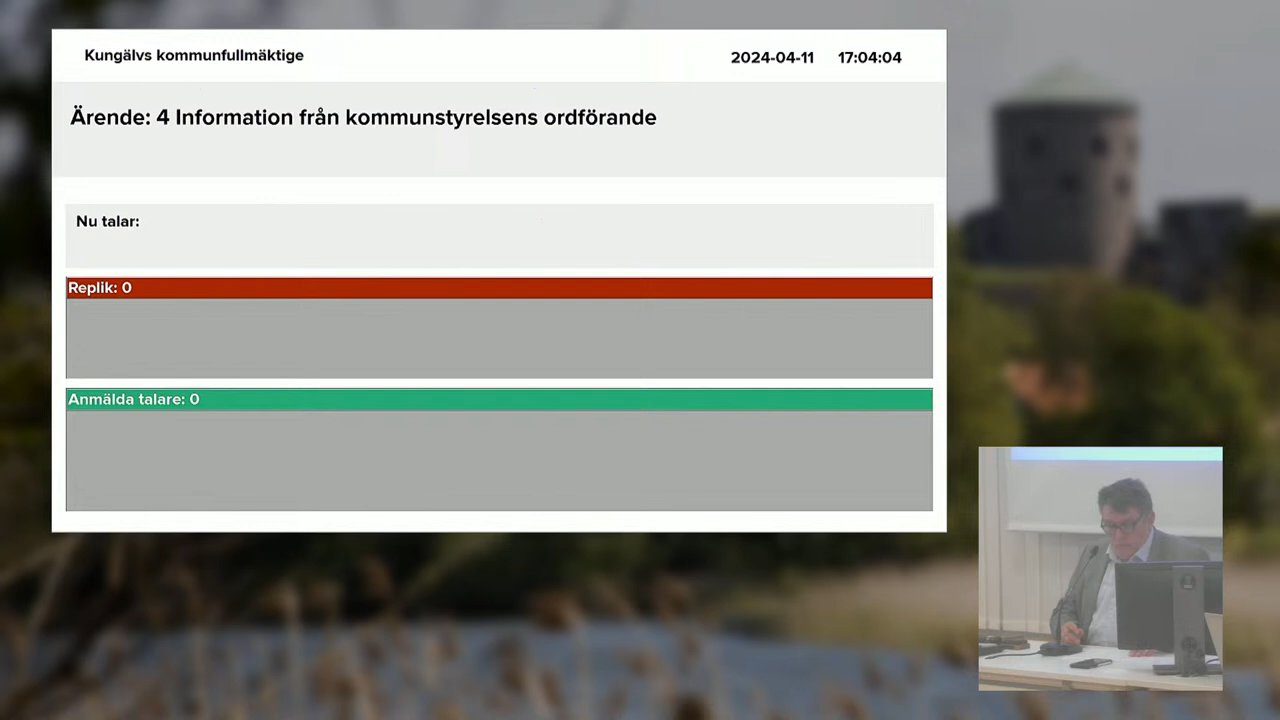 Kungälvs kommunfullmäktige
2024-04-11 17:04:04
Ärende: 4 Information från kommunstyrelsens ordförande
Nu talar:
Replik: 0
Anmälda talare: 0